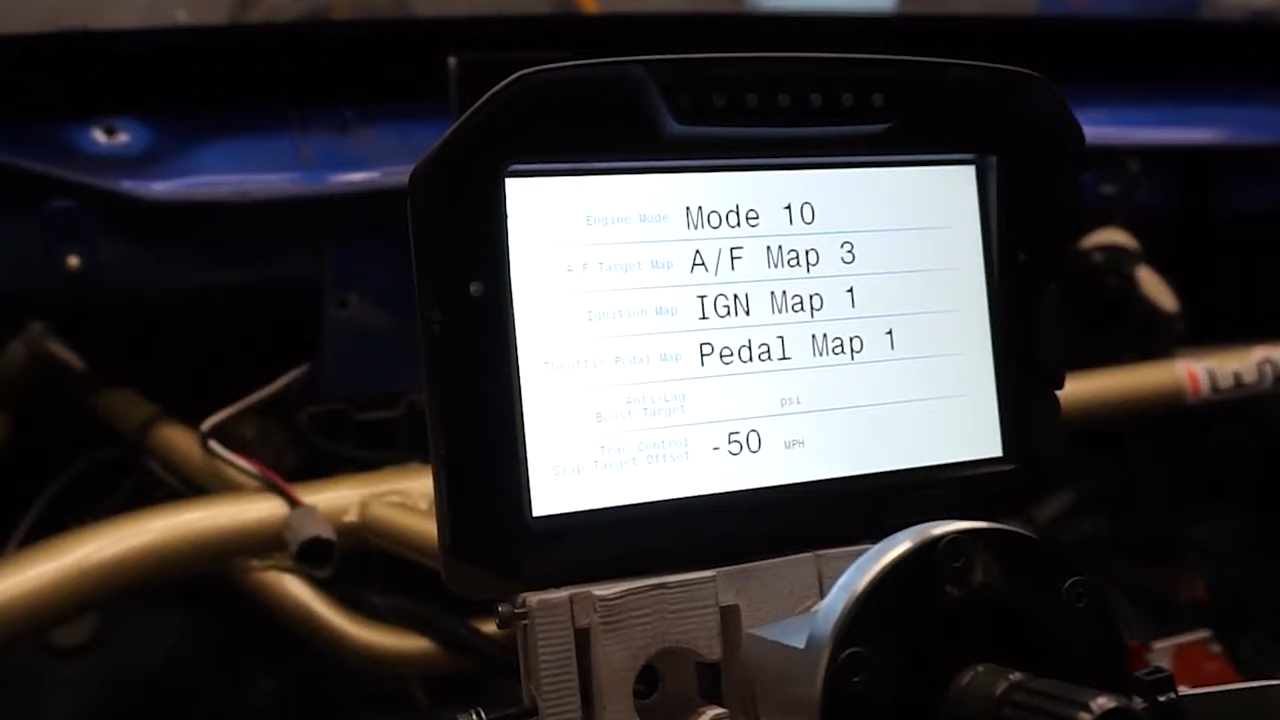 Engine Mode Mode 10
A/F Target Map A/F Map 3
Ignition Map IGN Map 1
Throttle Pedal Map Pedal Map 1
Anti-Lag
Boost Target psi
Trac Control
Slip Target Offset -50 MPH